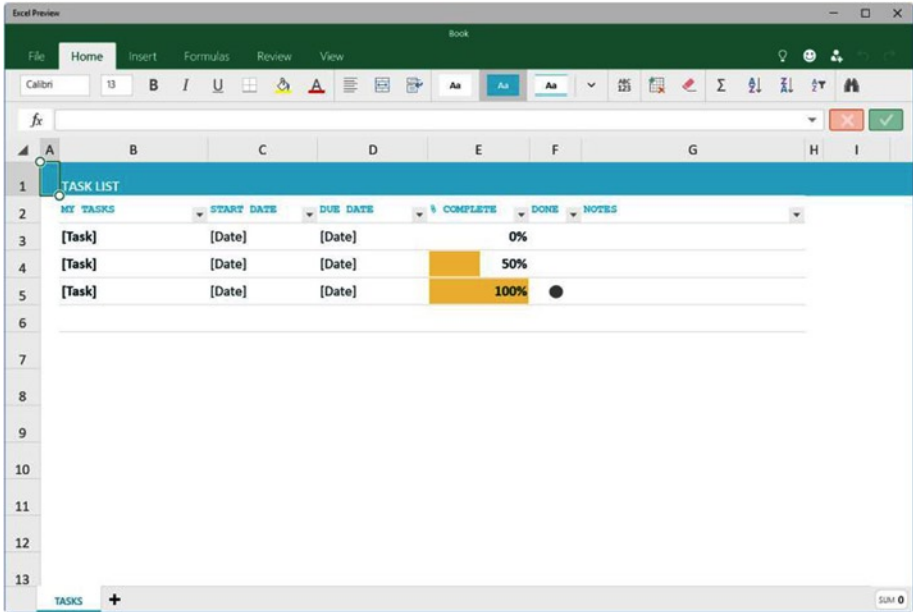 Excel Preview
Book
File Home Insert Formulas Review View
Calibri 13 B I U A Aa Aa Aa ABC 123 Σ A Z Z A A Z
fx
A B C D E F G H I
1 TASK LIST
2 MY TASKS START DATE DUE DATE % COMPLETE DONE NOTES
3 [Task] [Date] [Date] 0%
4 [Task] [Date] [Date] 50%
5 [Task] [Date] [Date] 100%
6
7
8
9
10
11
12
13
TASKS + SUM 0